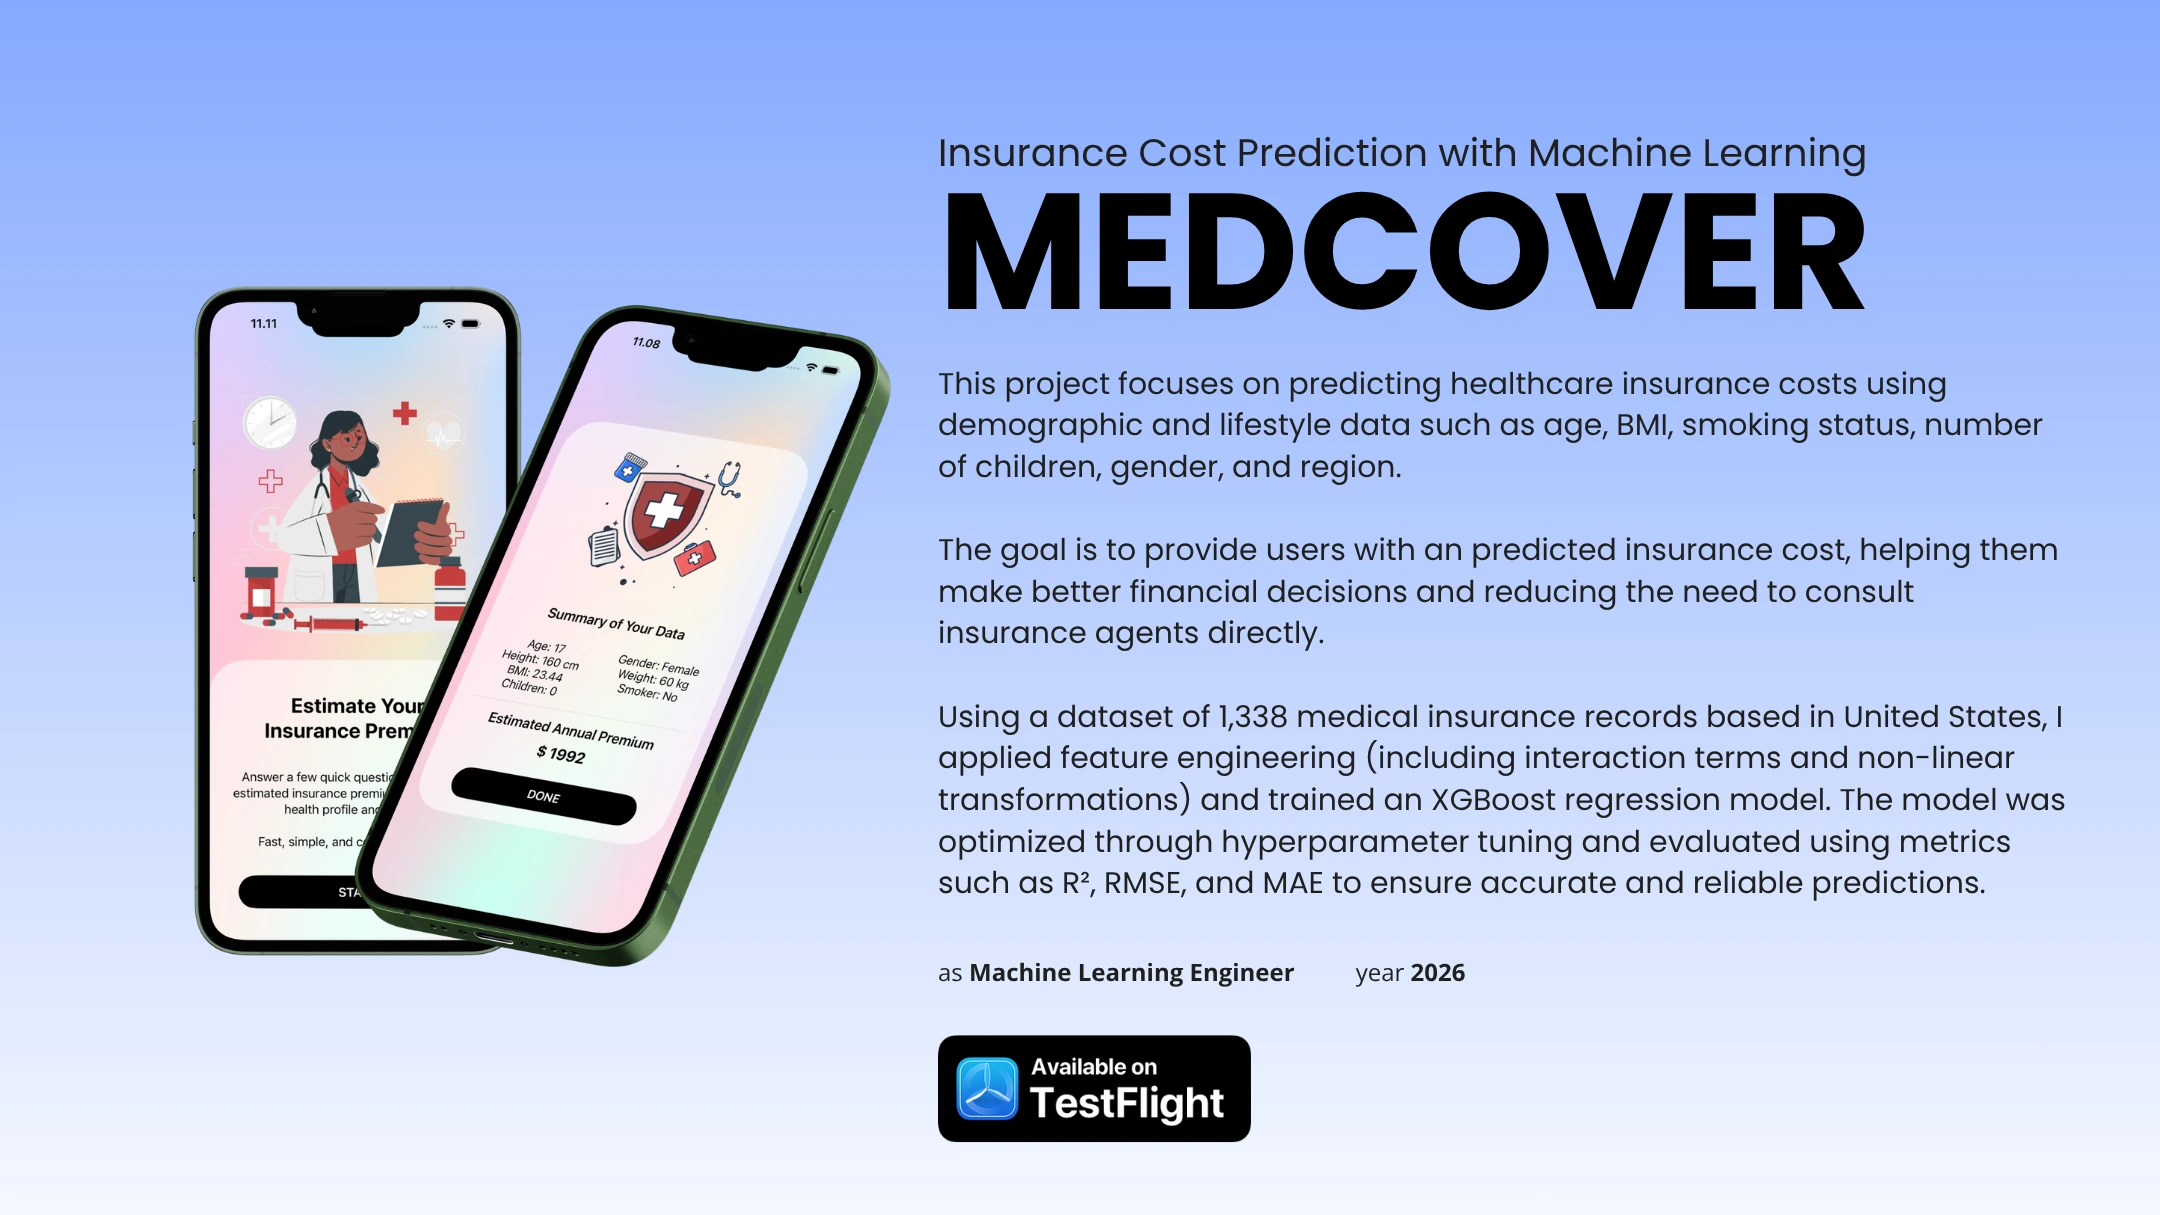 Insurance Cost Prediction with Machine Learning
MEDCOVER
This project focuses on predicting healthcare insurance costs using
demographic and lifestyle data such as age, BMI, smoking status, number
of children, gender, and region.
The goal is to provide users with an predicted insurance cost, helping them
make better financial decisions and reducing the need to consult
insurance agents directly.
Using a dataset of 1,338 medical insurance records based in United States, I
applied feature engineering (including interaction terms and non-linear
transformations) and trained an XGBoost regression model. The model was
optimized through hyperparameter tuning and evaluated using metrics
such as R², RMSE, and MAE to ensure accurate and reliable predictions.
as Machine Learning Engineer year 2026
Available on
TestFlight
11.11
Estimate Your
Insurance Prem
Answer a few quick questio
estimated insurance premiu
health profile and
Fast, simple, and co
STA
11.08
Summary of Your Data
Age: 17
Height: 160 cm
BMI: 23.44
Children: 0
Gender: Female
Weight: 60 kg
Smoker: No
Estimated Annual Premium
$ 1992
DONE